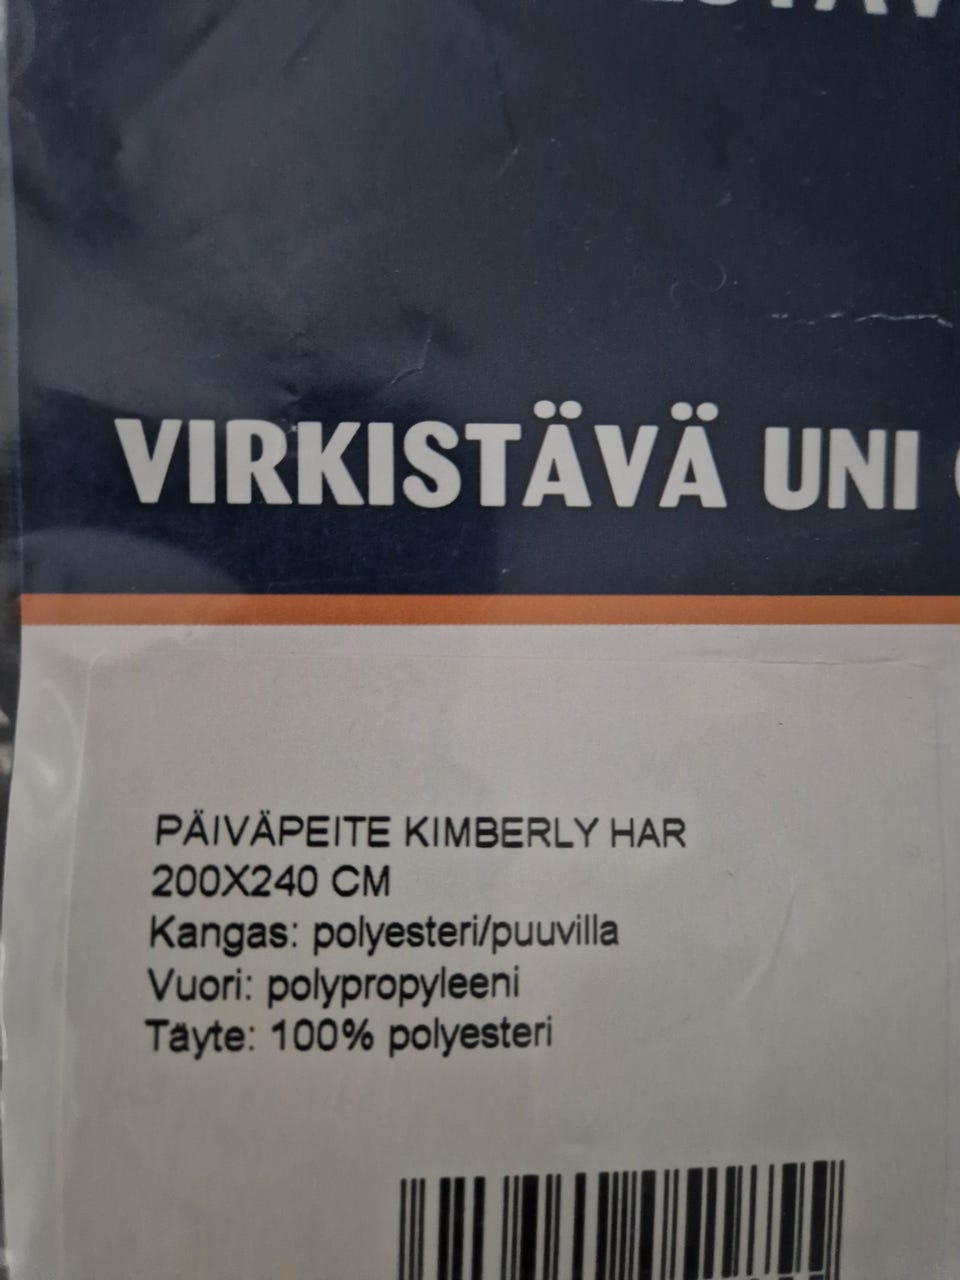 VIRKISTÄVÄ UNI
PÄIVÄPEITE KIMBERLY HAR
200X240 CM
Kangas: polyesteri/puuvilla
Vuori: polypropyleeni
Täyte: 100% polyesteri